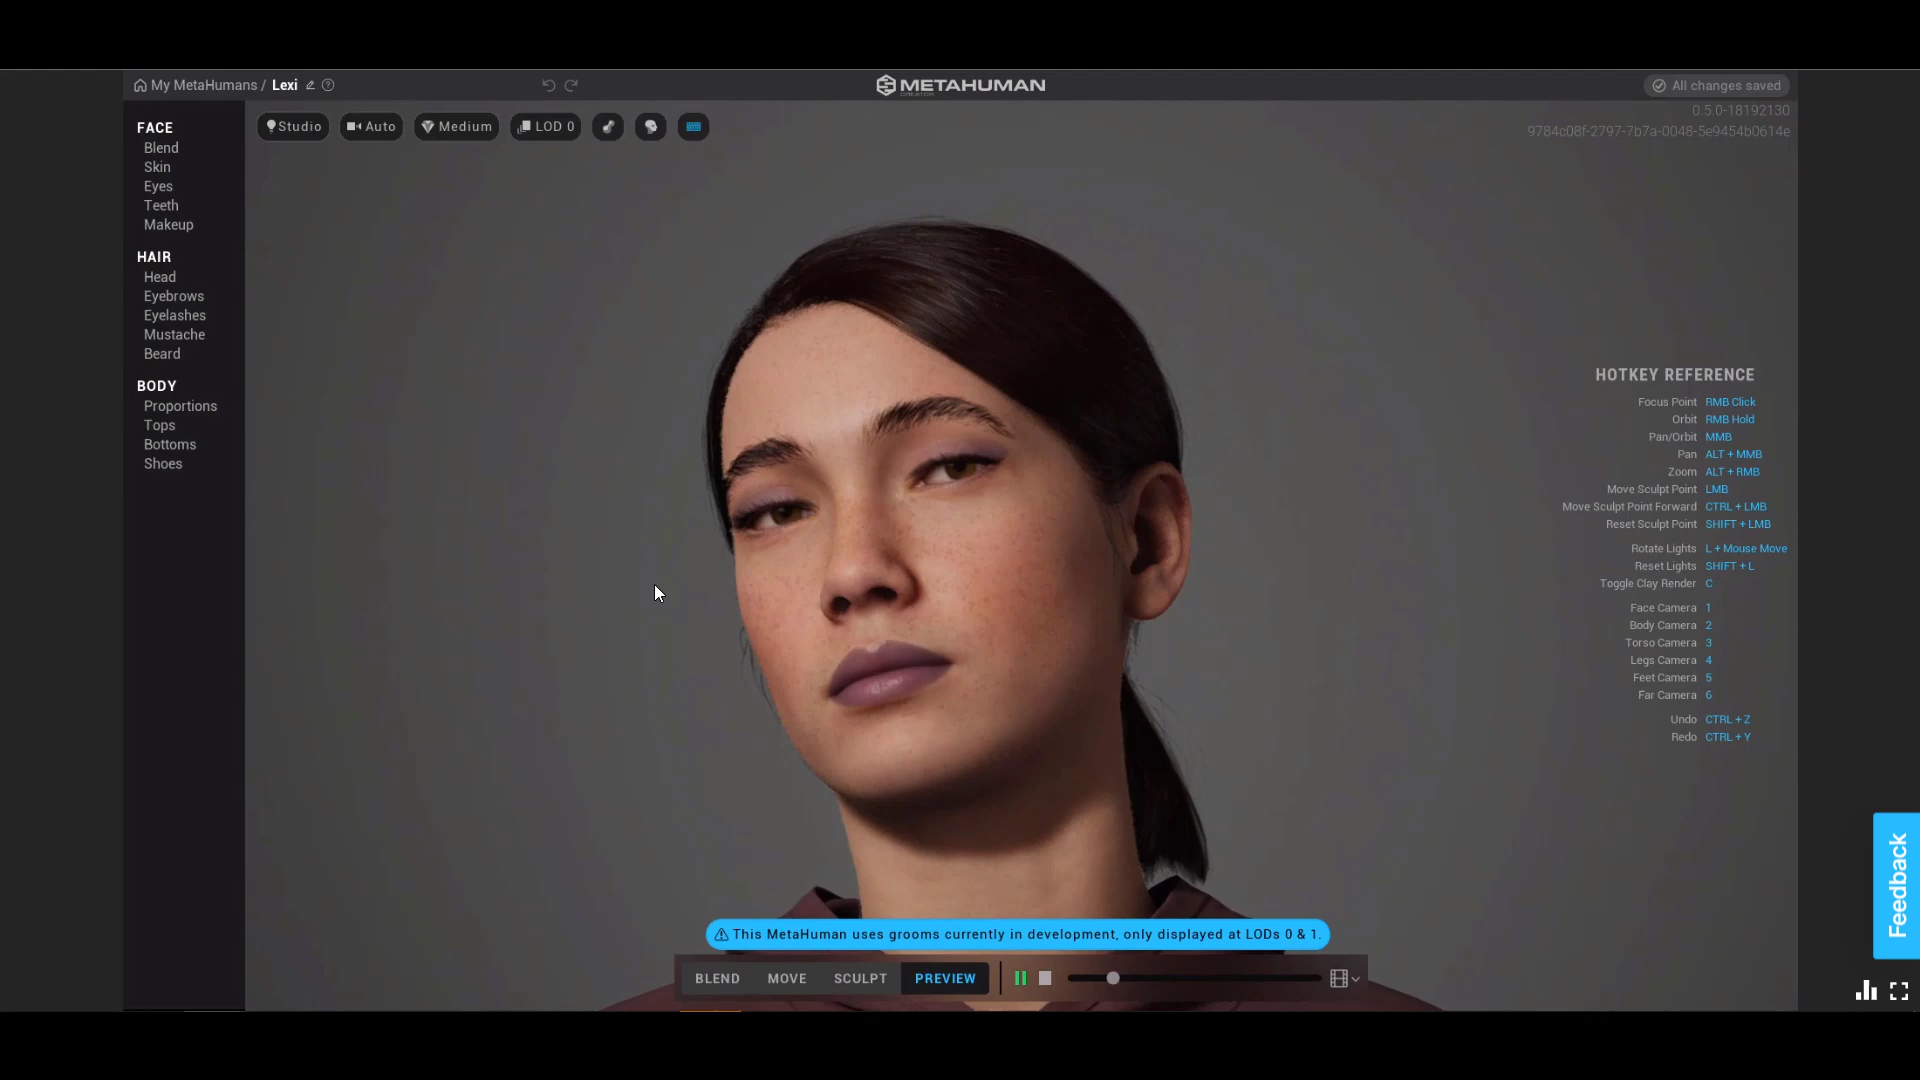 My MetaHumans / Lexi
METAHUMAN
CREATOR
All changes saved
0.5.0-18192130
9784c08f-2797-7b7a-0048-5e9454b0614e
Studio
Auto
Medium
LOD 0
FACE
Blend
Skin
Eyes
Teeth
Makeup
HAIR
Head
Eyebrows
Eyelashes
Mustache
Beard
BODY
Proportions
Tops
Bottoms
Shoes
HOTKEY REFERENCE
Focus Point RMB Click
Orbit RMB Hold
Pan/Orbit MMB
Pan ALT + MMB
Zoom ALT + RMB
Move Sculpt Point LMB
Move Sculpt Point Forward CTRL + LMB
Reset Sculpt Point SHIFT + LMB
Rotate Lights L + Mouse Move
Reset Lights SHIFT + L
Toggle Clay Render C
Face Camera 1
Body Camera 2
Torso Camera 3
Legs Camera 4
Feet Camera 5
Far Camera 6
Undo CTRL + Z
Redo CTRL + Y
Feedback
This MetaHuman uses grooms currently in development, only displayed at LODs 0 & 1.
BLEND
MOVE
SCULPT
PREVIEW